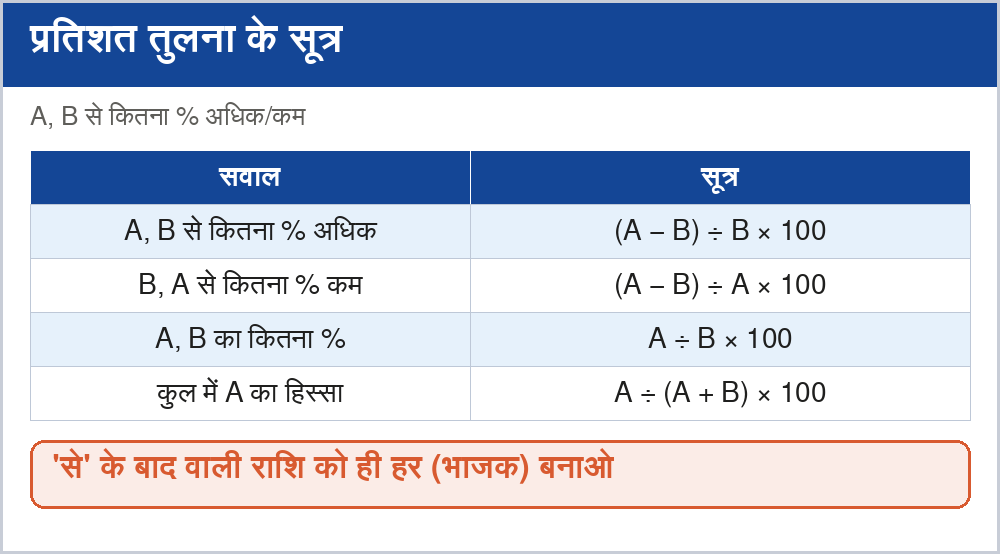 प्रतिशत तुलना के सूत्र
A, B से कितना % अधिक/कम
सवाल सूत्र
A, B से कितना % अधिक (A − B) ÷ B × 100
B, A से कितना % कम (A − B) ÷ A × 100
A, B का कितना % A ÷ B × 100
कुल में A का हिस्सा A ÷ (A + B) × 100
'से' के बाद वाली राशि को ही हर (भाजक) बनाओ